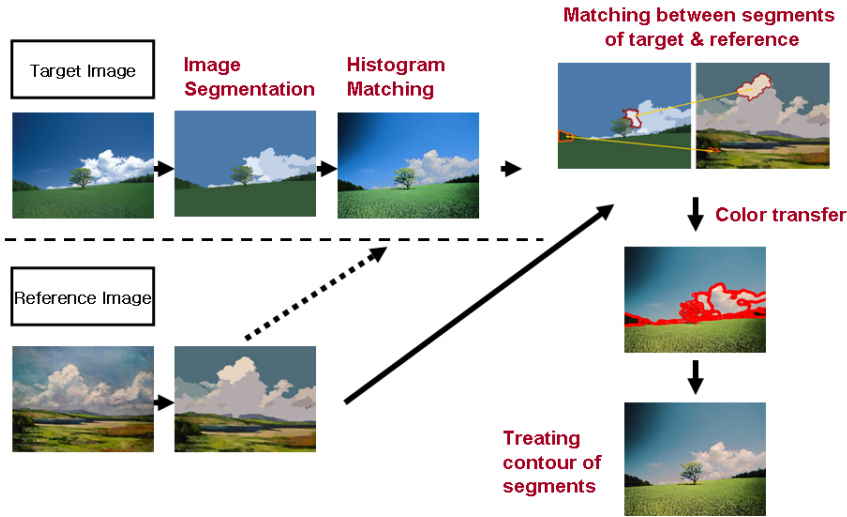 Target Image
Image
Segmentation
Histogram
Matching
Matching between segments
of target & reference
Color transfer
Reference Image
Treating
contour of
segments